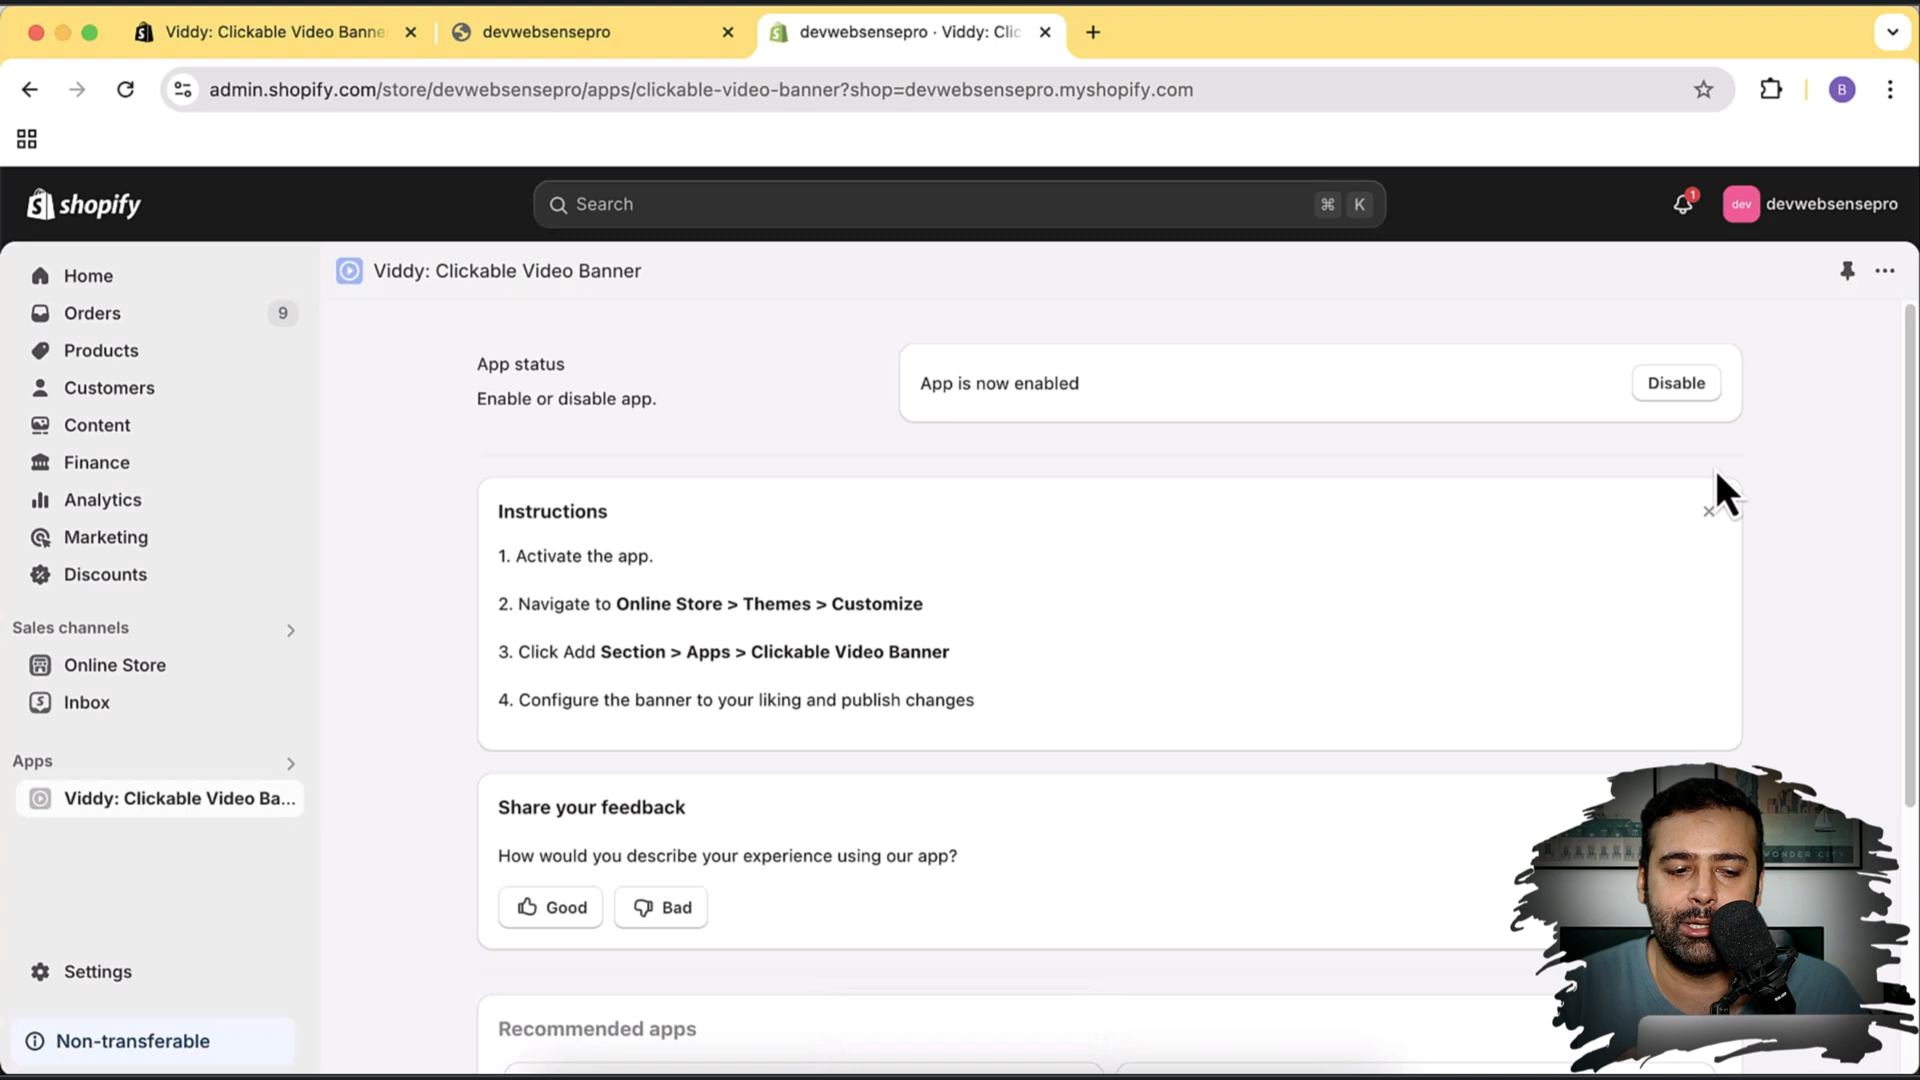 Viddy: Clickable Video Banne
devwebsensepro
devwebsensepro · Viddy: Clic
admin.shopify.com/store/devwebsensepro/apps/clickable-video-banner?shop=devwebsensepro.myshopify.com
B
shopify
Search
⌘ K
1
dev
devwebsensepro
Home
Orders
9
Products
Customers
Content
Finance
Analytics
Marketing
Discounts
Sales channels
Online Store
Inbox
Apps
Viddy: Clickable Video Ba...
Settings
Non-transferable
Viddy: Clickable Video Banner
App status
Enable or disable app.
App is now enabled
Disable
Instructions
1. Activate the app.
2. Navigate to Online Store > Themes > Customize
3. Click Add Section > Apps > Clickable Video Banner
4. Configure the banner to your liking and publish changes
Share your feedback
How would you describe your experience using our app?
Good
Bad
Recommended apps
WONDER CITY